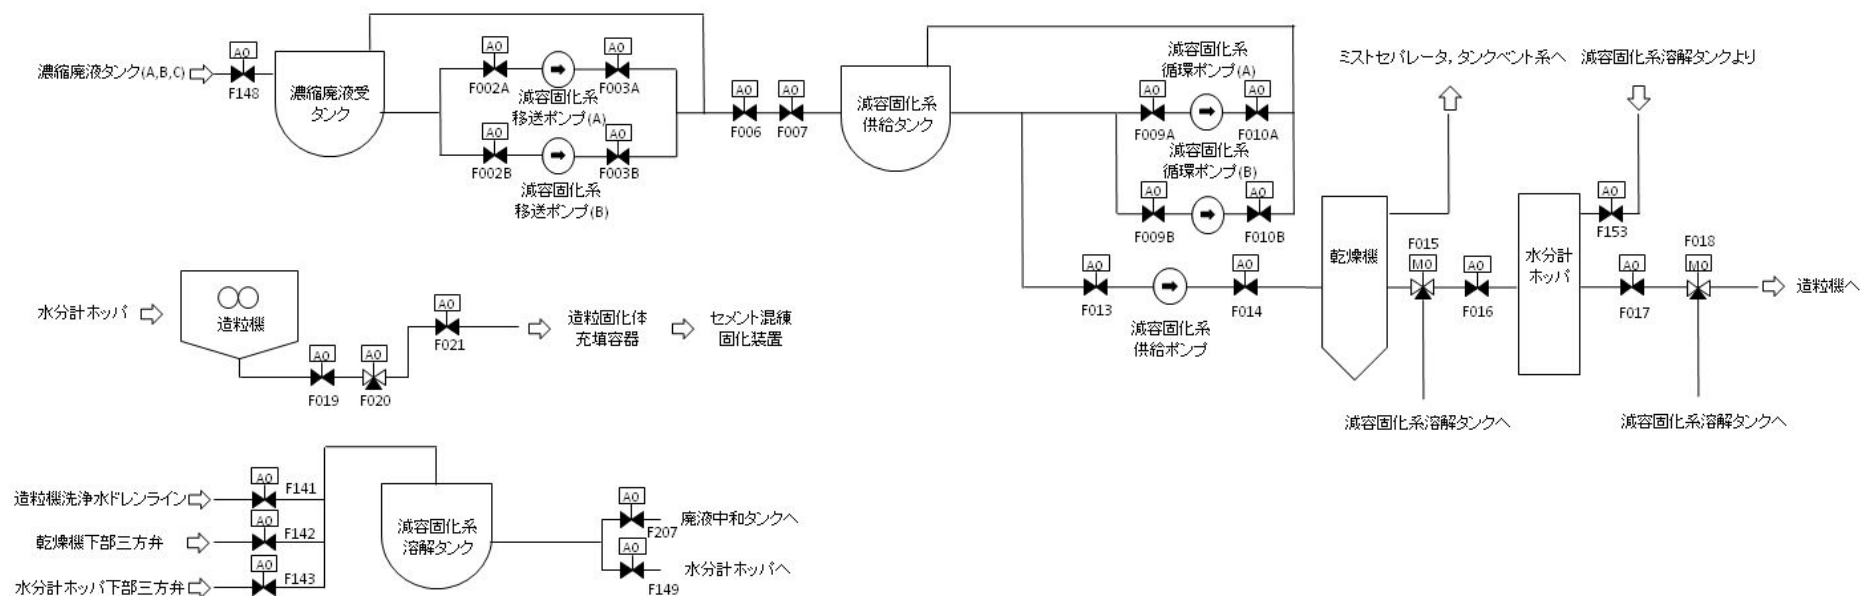 濃縮廃液タンク(A,B,C)
AO
F148
濃縮廃液受
タンク
AO
F002A
減容固化系
移送ポンプ(A)
AO
F003A
AO
F002B
減容固化系
移送ポンプ(B)
AO
F003B
AO
F006
AO
F007
減容固化系
供給タンク
減容固化系
循環ポンプ(A)
AO
F009A
AO
F010A
減容固化系
循環ポンプ(B)
AO
F009B
AO
F010B
AO
F013
減容固化系
供給ポンプ
AO
F014
ミストセパレータ,タンクベント系へ
減容固化系溶解タンクより
乾燥機
F015
MO
AO
F016
水分計
ホッパ
AO
F153
AO
F017
F018
MO
造粒機へ
減容固化系溶解タンクへ
減容固化系溶解タンクへ
水分計ホッパ
造粒機
AO
F019
AO
F020
AO
F021
造粒固化体
充填容器
セメント混練
固化装置
造粒機洗浄水ドレンライン
AO
F141
乾燥機下部三方弁
AO
F142
水分計ホッパ下部三方弁
AO
F143
減容固化系
溶解タンク
AO
F207
廃液中和タンクへ
AO
F149
水分計ホッパへ